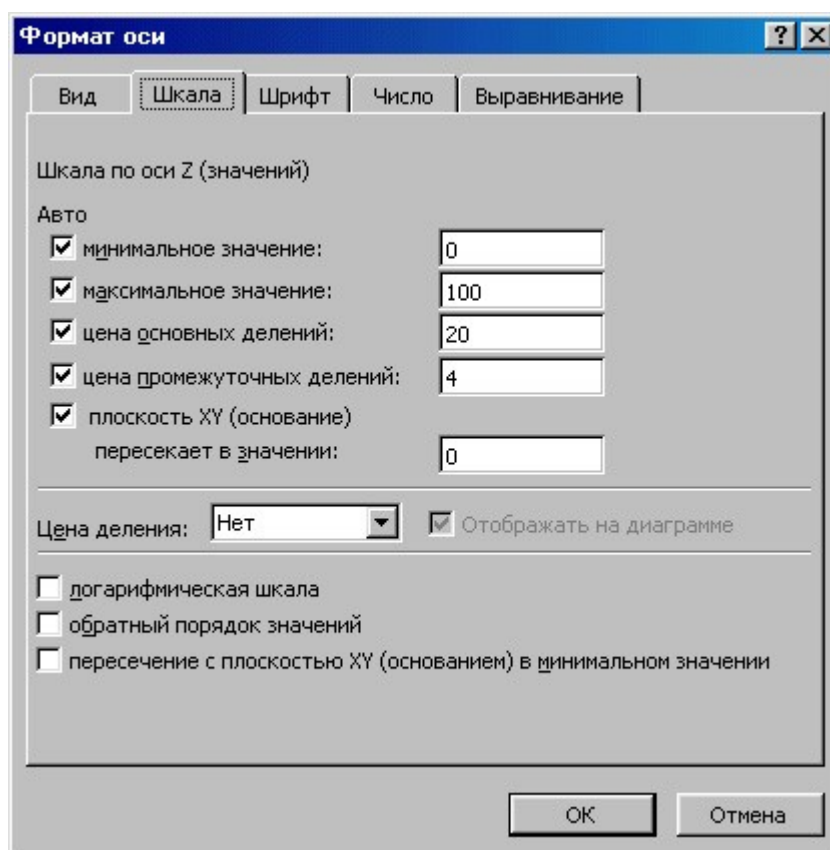 Формат оси
Вид Шкала Шрифт Число Выравнивание
Шкала по оси Z (значений)
Авто
минимальное значение: 0
максимальное значение: 100
цена основных делений: 20
цена промежуточных делений: 4
плоскость XY (основание)
пересекает в значении: 0
Цена деления: Нет Отображать на диаграмме
логарифмическая шкала
обратный порядок значений
пересечение с плоскостью XY (основанием) в минимальном значении
ОК Отмена